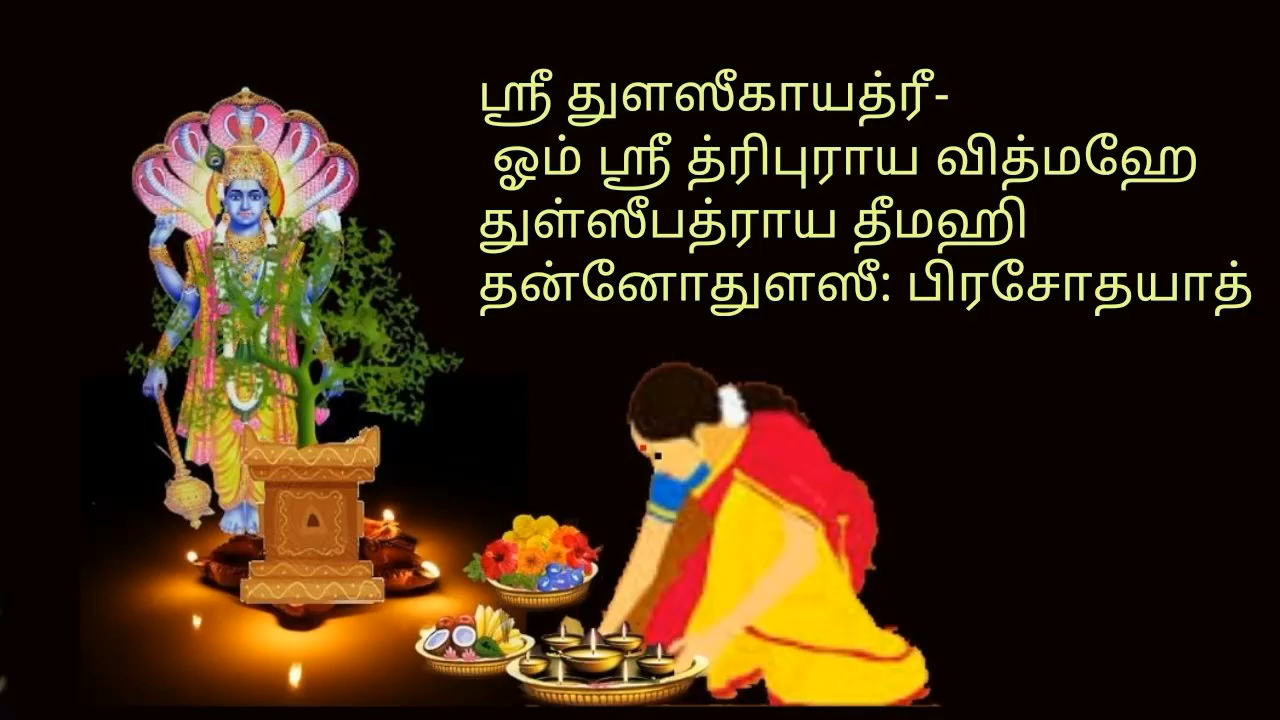 ஸ்ரீ துளஸீகாயத்ரீ-
ஓம் ஸ்ரீ த்ரிபுராய வித்மஹே
துள்ஸீபத்ராய தீமஹி
தன்னோதுளஸீ: பிரசோதயாத்